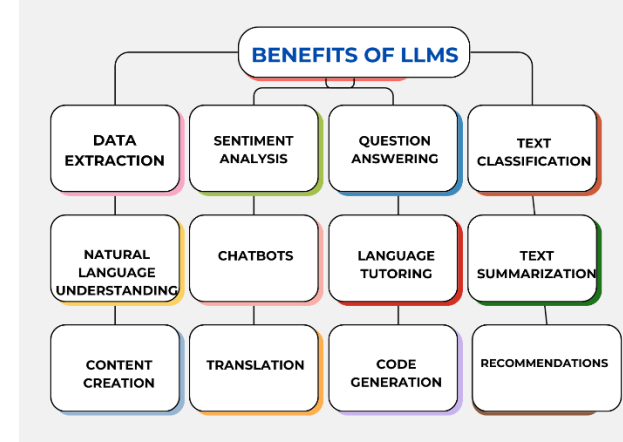 BENEFITS OF LLMS
DATA
EXTRACTION
SENTIMENT
ANALYSIS
QUESTION
ANSWERING
TEXT
CLASSIFICATION
NATURAL
LANGUAGE
UNDERSTANDING
CHATBOTS
LANGUAGE
TUTORING
TEXT
SUMMARIZATION
CONTENT
CREATION
TRANSLATION
CODE
GENERATION
RECOMMENDATIONS